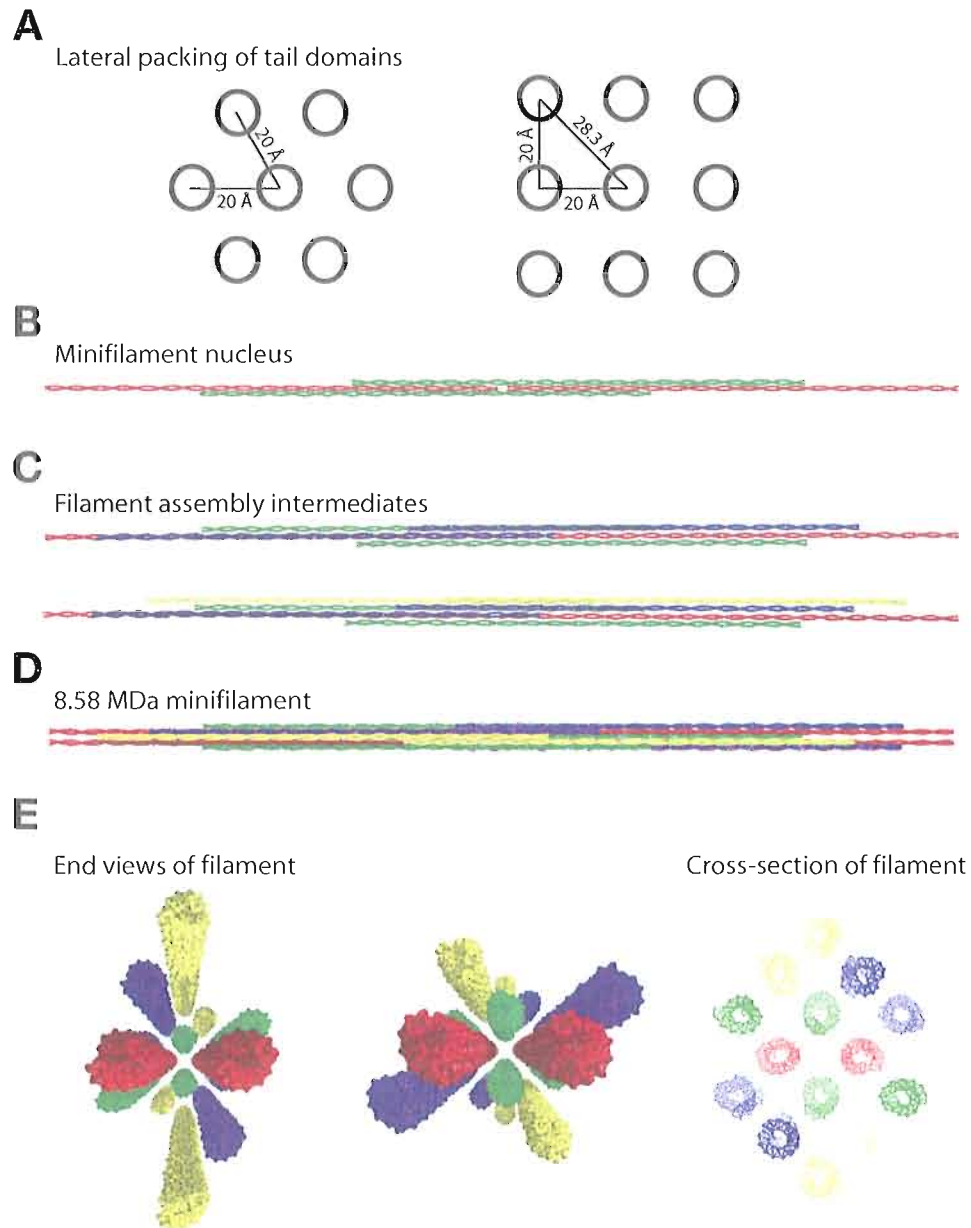 A
Lateral packing of tail domains
20 Å
20 Å
20 Å
28.3 Å
20 Å
B
Minifilament nucleus
C
Filament assembly intermediates
D
8.58 MDa minifilament
E
End views of filament
Cross-section of filament